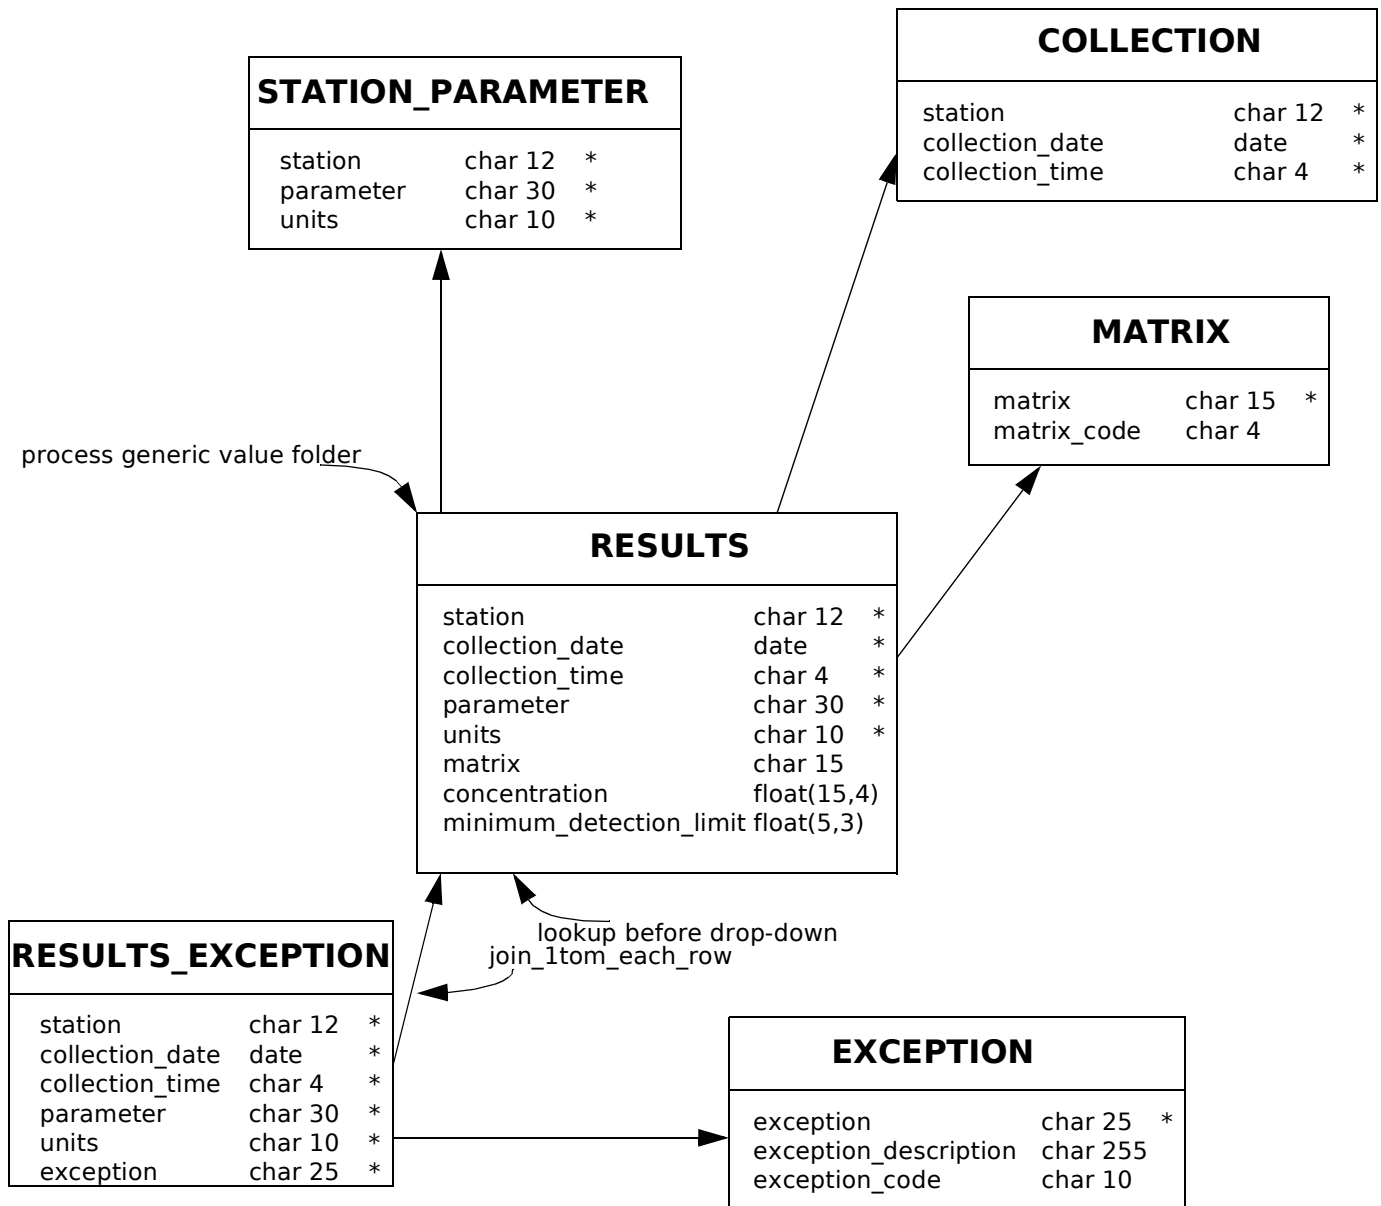 COLLECTION
station char 12 *
collection_date date *
collection_time char 4 *
STATION_PARAMETER
station char 12 *
parameter char 30 *
units char 10 *
MATRIX
matrix char 15 *
matrix_code char 4
process generic value folder
RESULTS
station char 12 *
collection_date date *
collection_time char 4 *
parameter char 30 *
units char 10 *
matrix char 15
concentration float(15,4)
minimum_detection_limit float(5,3)
lookup before drop-down
join_1tom_each_row
RESULTS_EXCEPTION
station char 12 *
collection_date date *
collection_time char 4 *
parameter char 30 *
units char 10 *
exception char 25 *
EXCEPTION
exception char 25 *
exception_description char 255
exception_code char 10